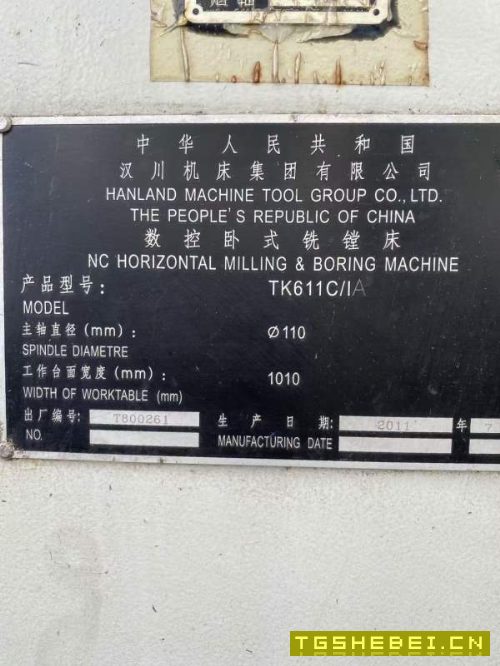 中华人民共和国
汉川机床集团有限公司
HANLAND MACHINE TOOL GROUP CO., LTD.
THE PEOPLE'S REPUBLIC OF CHINA
数控卧式铣镗床
NC HORIZONTAL MILLING & BORING MACHINE
产品型号: TK611C/1A
MODEL
主轴直径(mm): Ø110
SPINDLE DIAMETRE
工作台面宽度(mm): 1010
WIDTH OF WORKTABLE (mm)
出厂编号: T800261 生产日期: 2011 年 7
NO. MANUFACTURING DATE
TGSHEBEI.CN